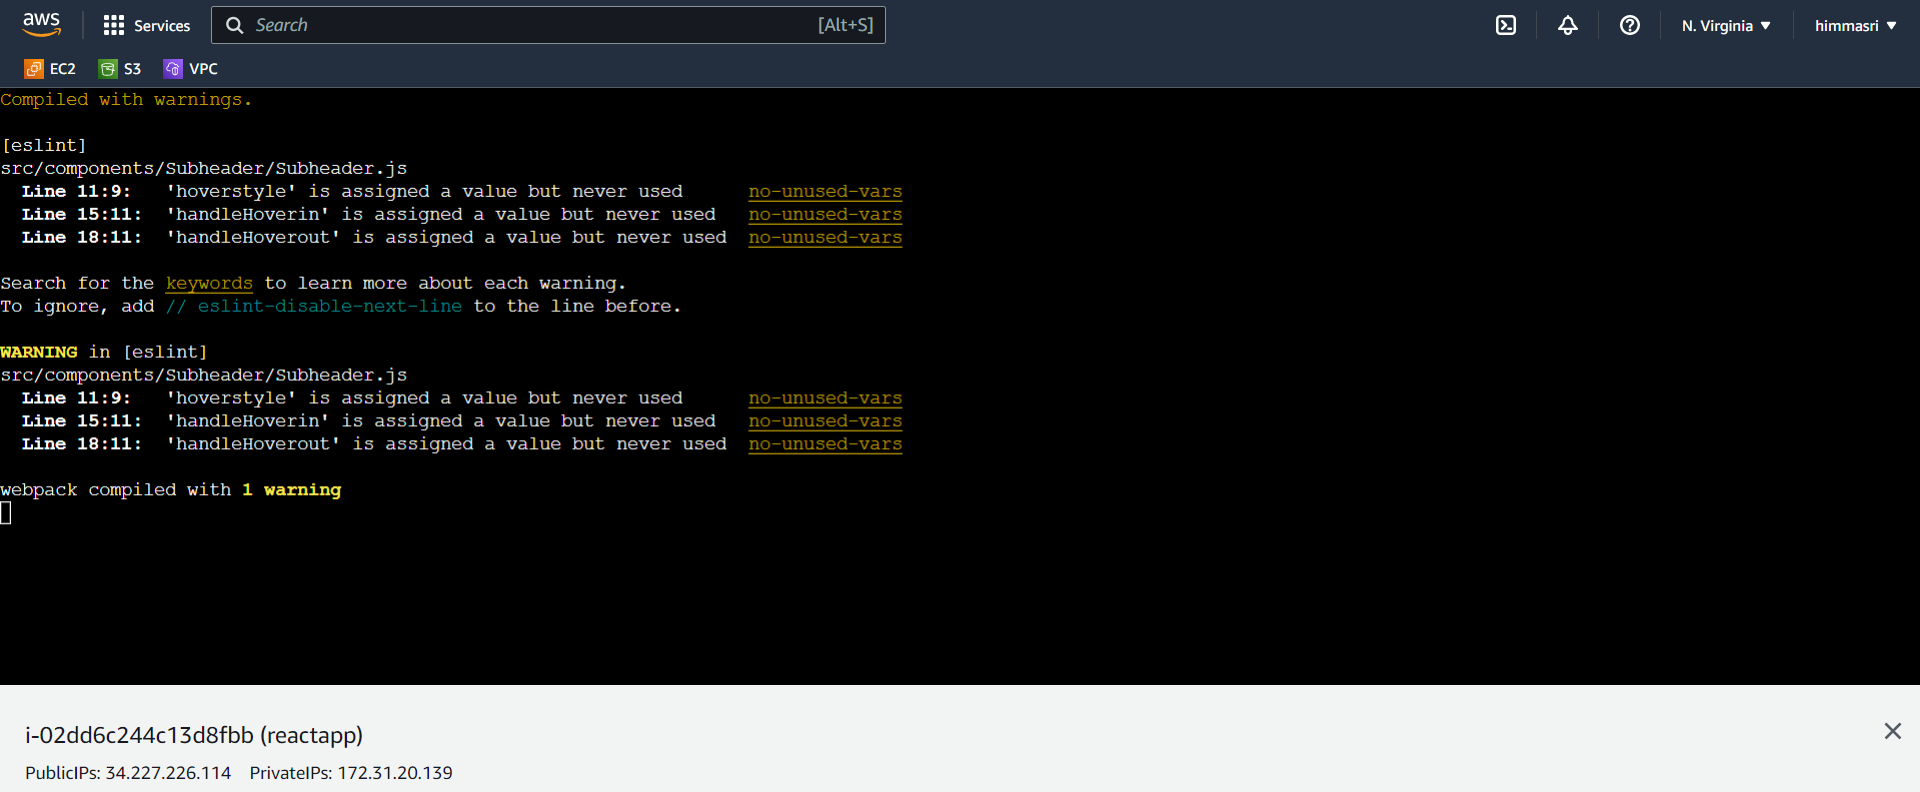 aws Services Search [Alt+S] N. Virginia himmasri
EC2 S3 VPC
Compiled with warnings.
[eslint]
src/components/Subheader/Subheader.js
Line 11:9: 'hoverstyle' is assigned a value but never used no-unused-vars
Line 15:11: 'handleHoverin' is assigned a value but never used no-unused-vars
Line 18:11: 'handleHoverout' is assigned a value but never used no-unused-vars
Search for the keywords to learn more about each warning.
To ignore, add // eslint-disable-next-line to the line before.
WARNING in [eslint]
src/components/Subheader/Subheader.js
Line 11:9: 'hoverstyle' is assigned a value but never used no-unused-vars
Line 15:11: 'handleHoverin' is assigned a value but never used no-unused-vars
Line 18:11: 'handleHoverout' is assigned a value but never used no-unused-vars
webpack compiled with 1 warning
i-02dd6c244c13d8fbb (reactapp)
PublicIPs: 34.227.226.114 PrivateIPs: 172.31.20.139